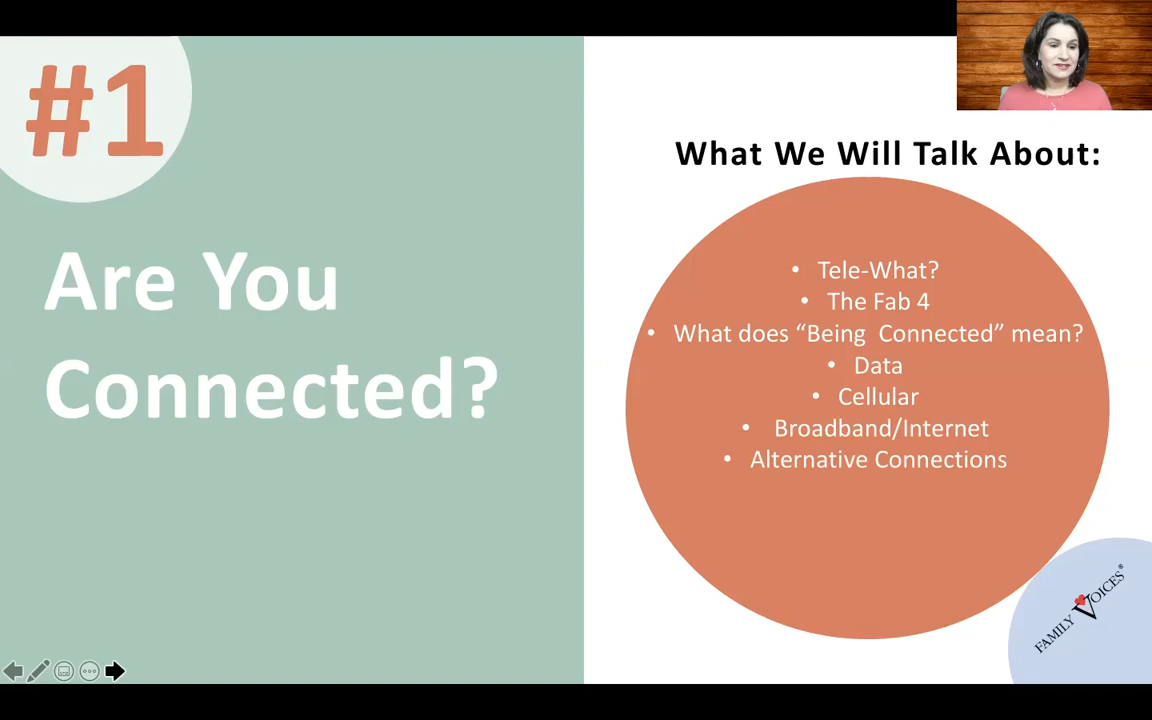 #1
Are You
Connected?
What We Will Talk About:
• Tele-What?
• The Fab 4
• What does “Being Connected” mean?
• Data
• Cellular
• Broadband/Internet
• Alternative Connections
FAMILY VOICES®